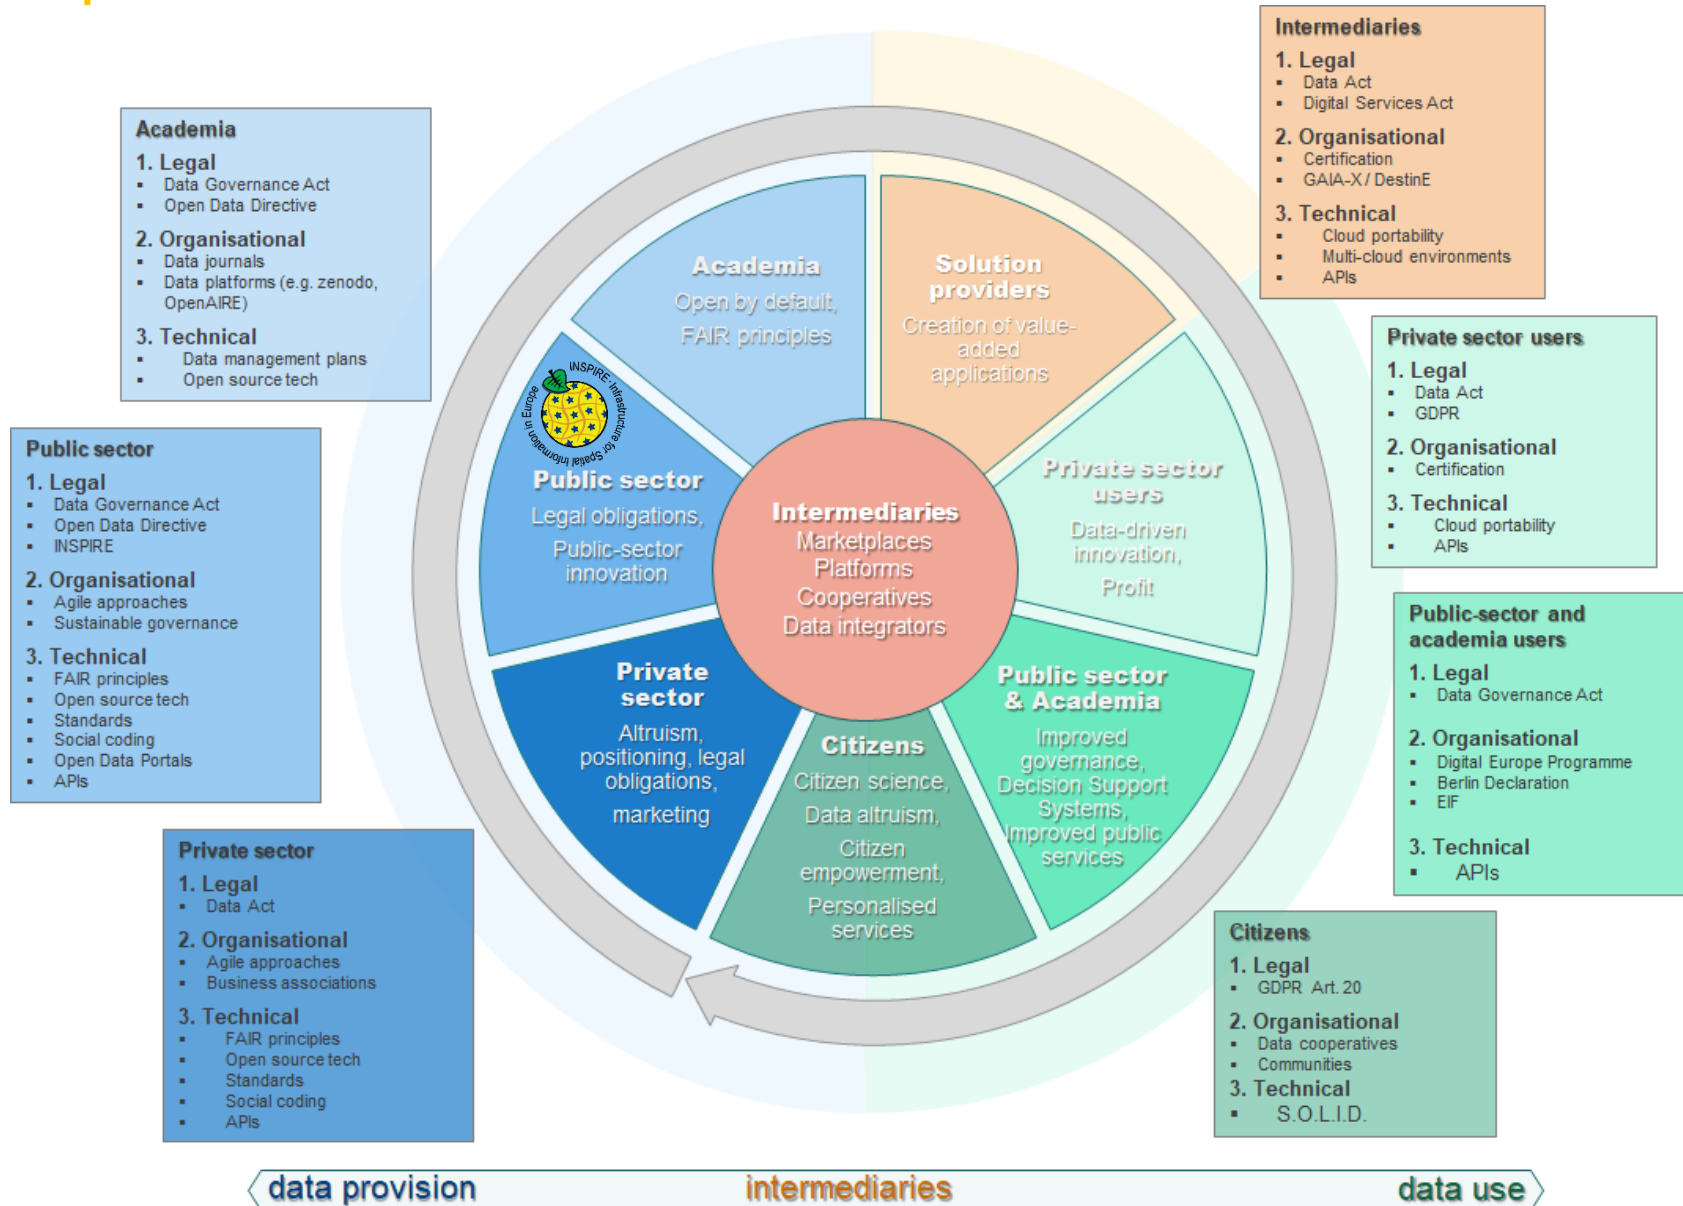 Academia
1. Legal
▪ Data Governance Act
▪ Open Data Directive
2. Organisational
▪ Data journals
▪ Data platforms (e.g. zenodo,
OpenAIRE)
3. Technical
▪ Data management plans
▪ Open source tech
Public sector
1. Legal
▪ Data Governance Act
▪ Open Data Directive
▪ INSPIRE
2. Organisational
▪ Agile approaches
▪ Sustainable governance
3. Technical
▪ FAIR principles
▪ Open source tech
▪ Standards
▪ Social coding
▪ Open Data Portals
▪ APIs
Private sector
1. Legal
▪ Data Act
2. Organisational
▪ Agile approaches
▪ Business associations
3. Technical
▪ FAIR principles
▪ Open source tech
▪ Standards
▪ Social coding
▪ APIs
Academia
Open by default,
FAIR principles
Solution
providers
Creation of value-
added
applications
INSPIRE - Infrastructure for Spatial Information in Europe
Public sector
Legal obligations,
Public-sector
innovation
Intermediaries
Marketplaces
Platforms
Cooperatives
Data integrators
Private sector
users
Data-driven
innovation,
Profit
Private
sector
Altruism,
positioning, legal
obligations,
marketing
Citizens
Citizen science,
Data altruism,
Citizen
empowerment,
Personalised
services
Public sector
& Academia
Improved
governance,
Decision Support
Systems,
Improved public
services
Intermediaries
1. Legal
▪ Data Act
▪ Digital Services Act
2. Organisational
▪ Certification
▪ GAIA-X / DestinE
3. Technical
▪ Cloud portability
▪ Multi-cloud environments
▪ APIs
Private sector users
1. Legal
▪ Data Act
▪ GDPR
2. Organisational
▪ Certification
3. Technical
▪ Cloud portability
▪ APIs
Public-sector and
academia users
1. Legal
▪ Data Governance Act
2. Organisational
▪ Digital Europe Programme
▪ Berlin Declaration
▪ EIF
3. Technical
▪ APIs
Citizens
1. Legal
▪ GDPR Art. 20
2. Organisational
▪ Data cooperatives
▪ Communities
3. Technical
▪ S.O.L.I.D.
data provision
intermediaries
data use